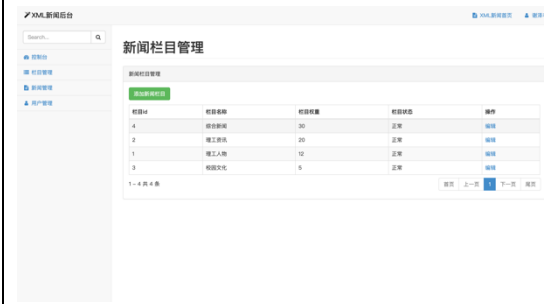 XML新闻后台
XML新闻首页
Search...
控制台
栏目管理
新闻管理
用户管理
新闻栏目管理
新闻栏目管理
添加新闻栏目
栏目id 栏目名称 栏目权重 栏目状态 操作
4 综合新闻 30 正常 编辑
2 理工资讯 20 正常 编辑
1 理工人物 12 正常 编辑
3 校园文化 5 正常 编辑
1 – 4 共 4 条
首页 上一页 1 下一页 尾页